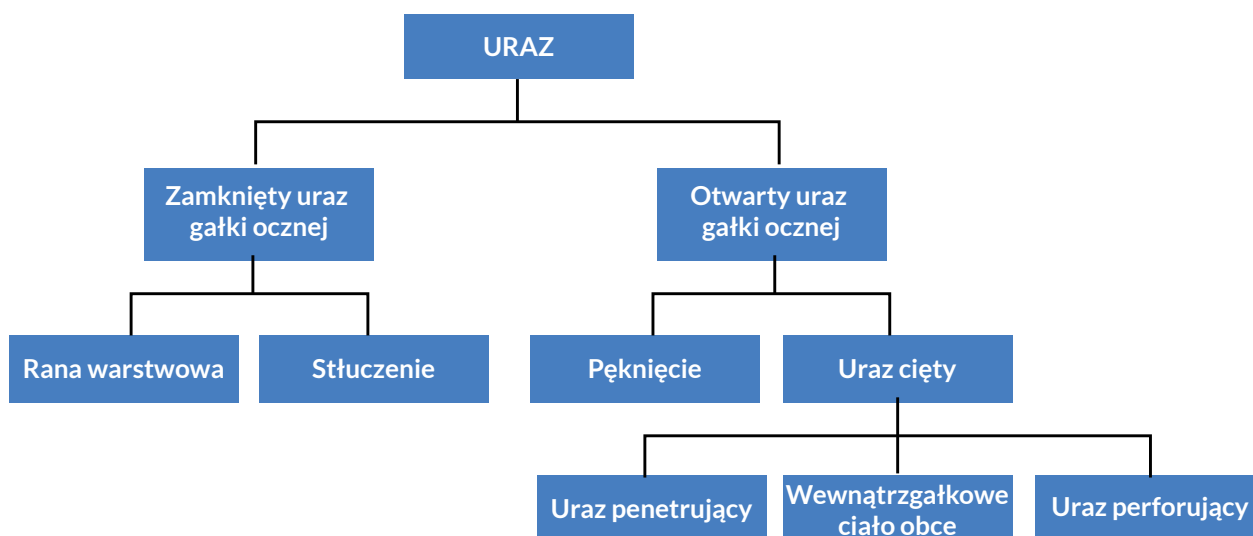 URAZ
Zamknięty uraz
gałki ocznej
Otwarty uraz
gałki ocznej
Rana warstwowa
Stłuczenie
Pęknięcie
Uraz cięty
Uraz penetrujący
Wewnątrzgałkowe
ciało obce
Uraz perforujący